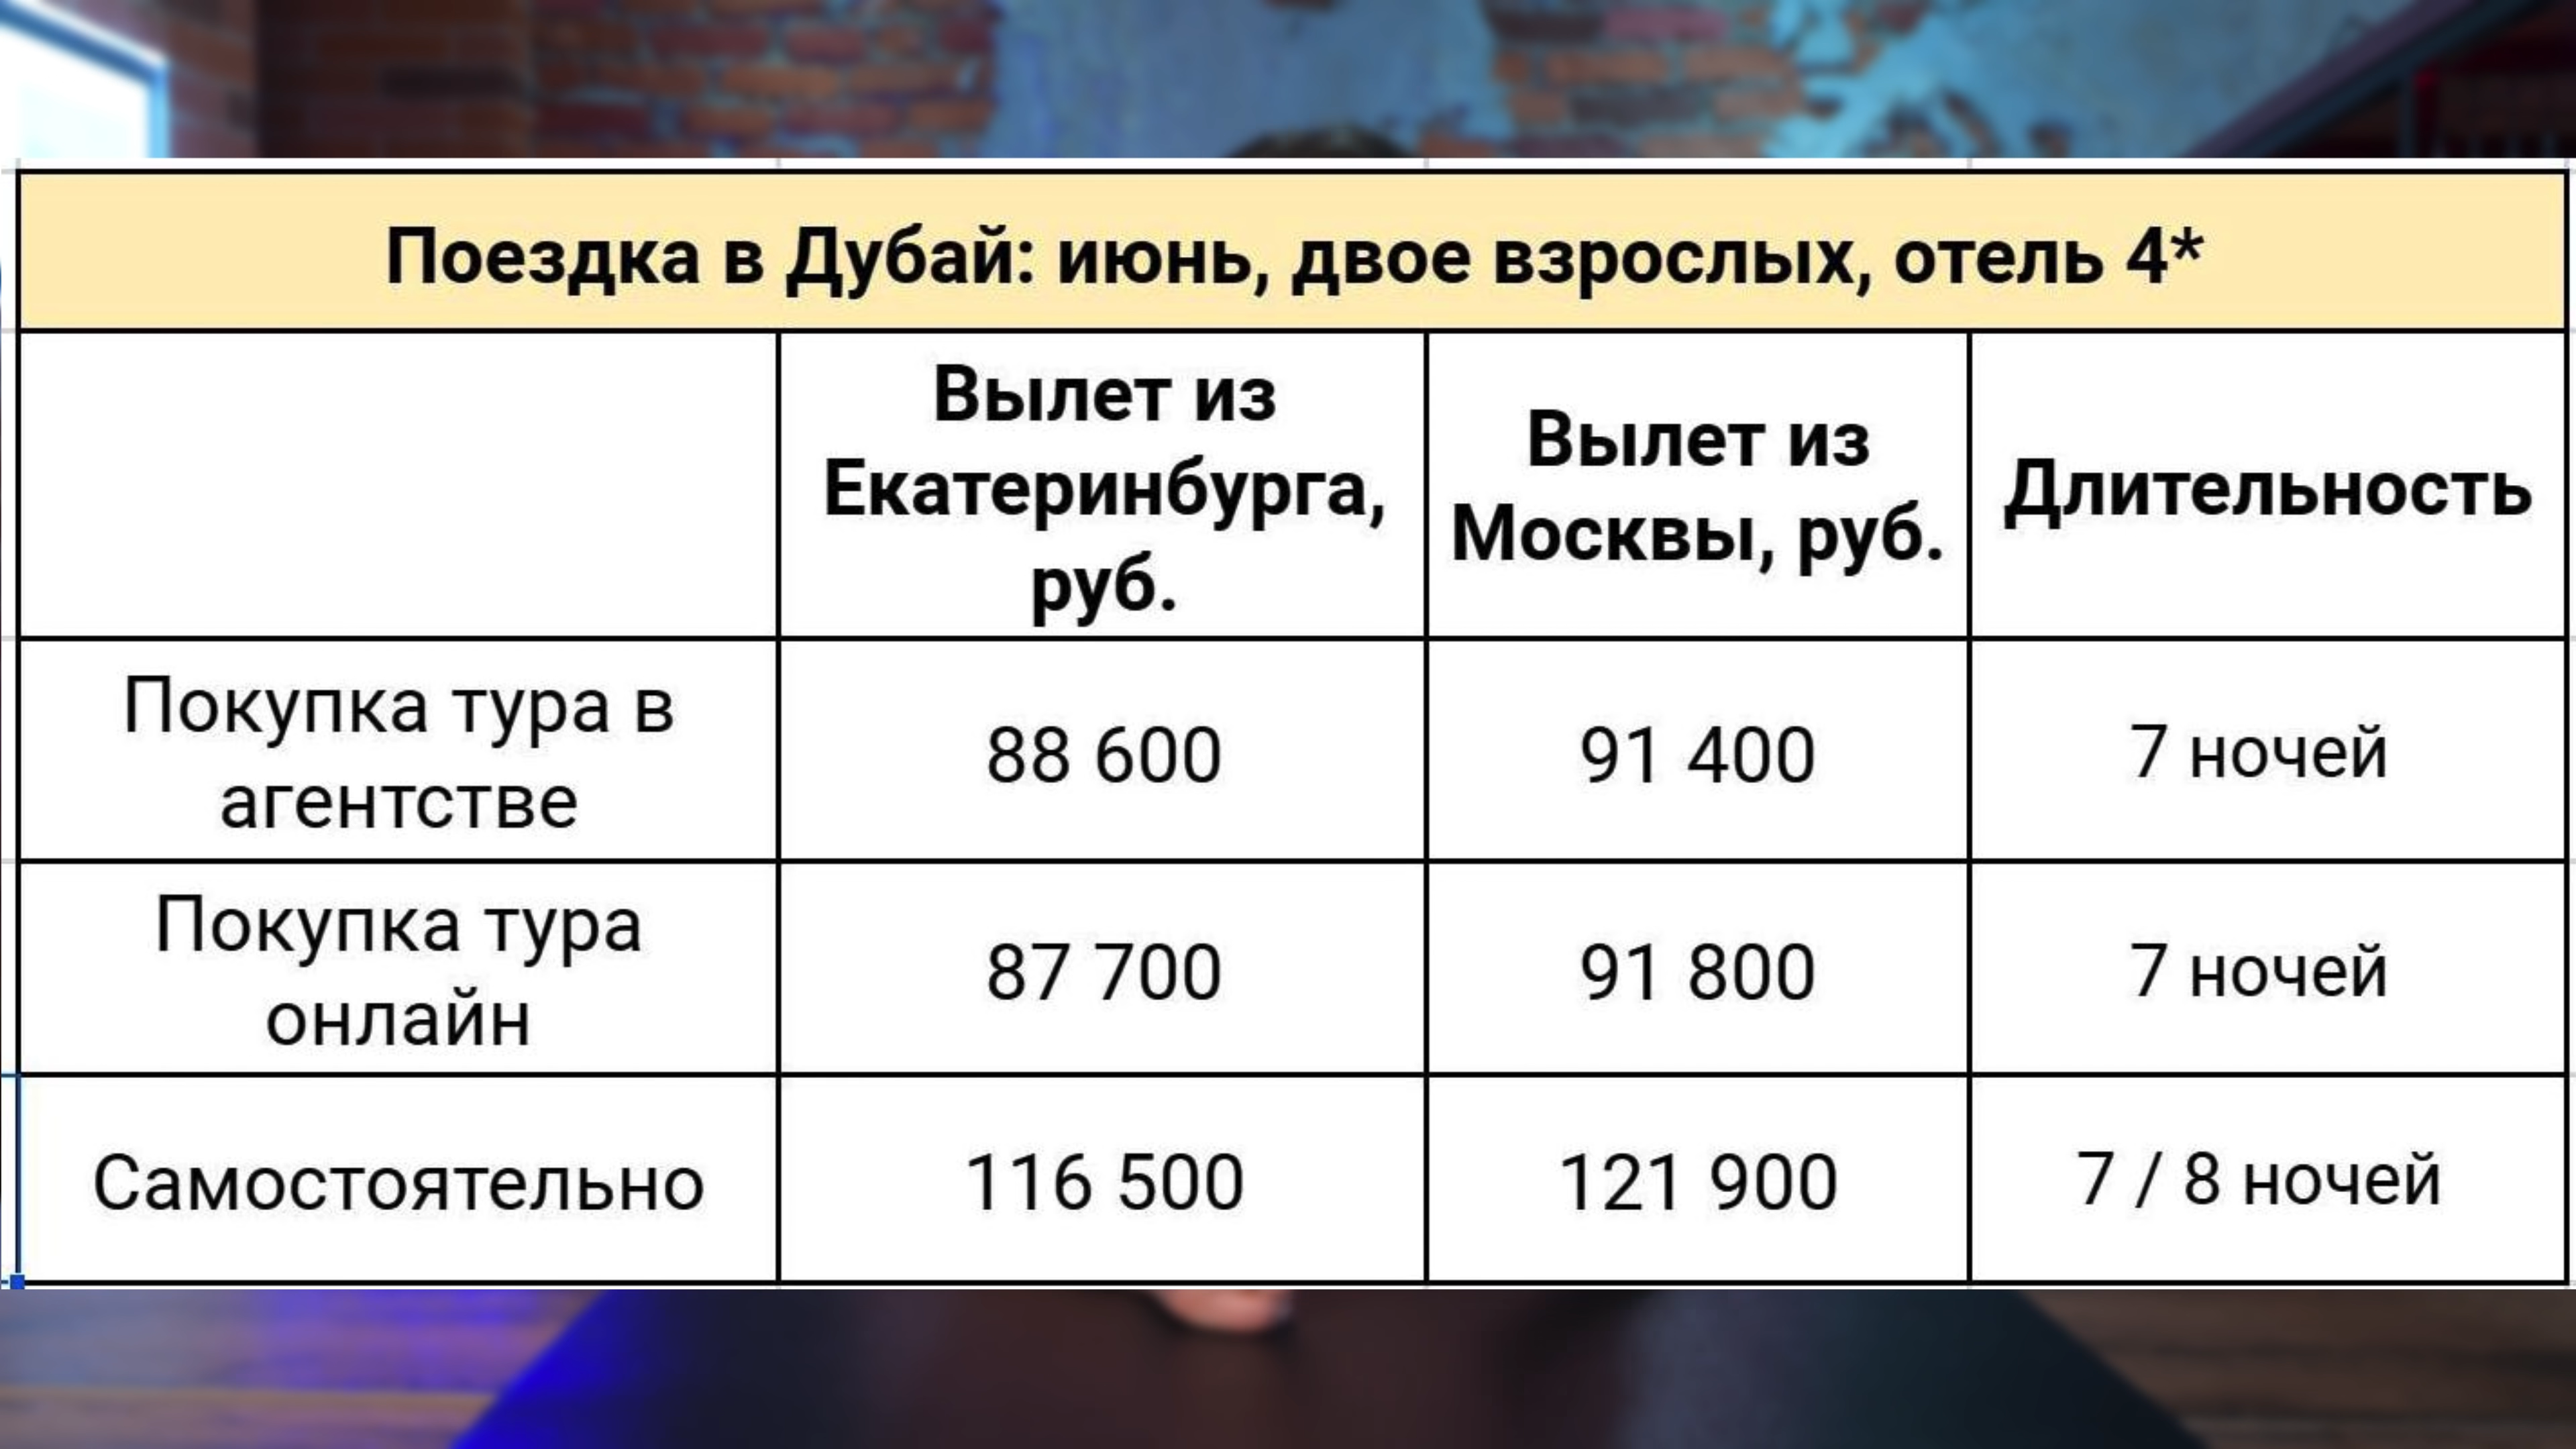 Поездка в Дубай: июнь, двое взрослых, отель 4*
Вылет из
Екатеринбурга,
руб.
Вылет из
Москвы, руб.
Длительность
Покупка тура в
агентстве
88 600
91 400
7 ночей
Покупка тура
онлайн
87 700
91 800
7 ночей
Самостоятельно
116 500
121 900
7 / 8 ночей